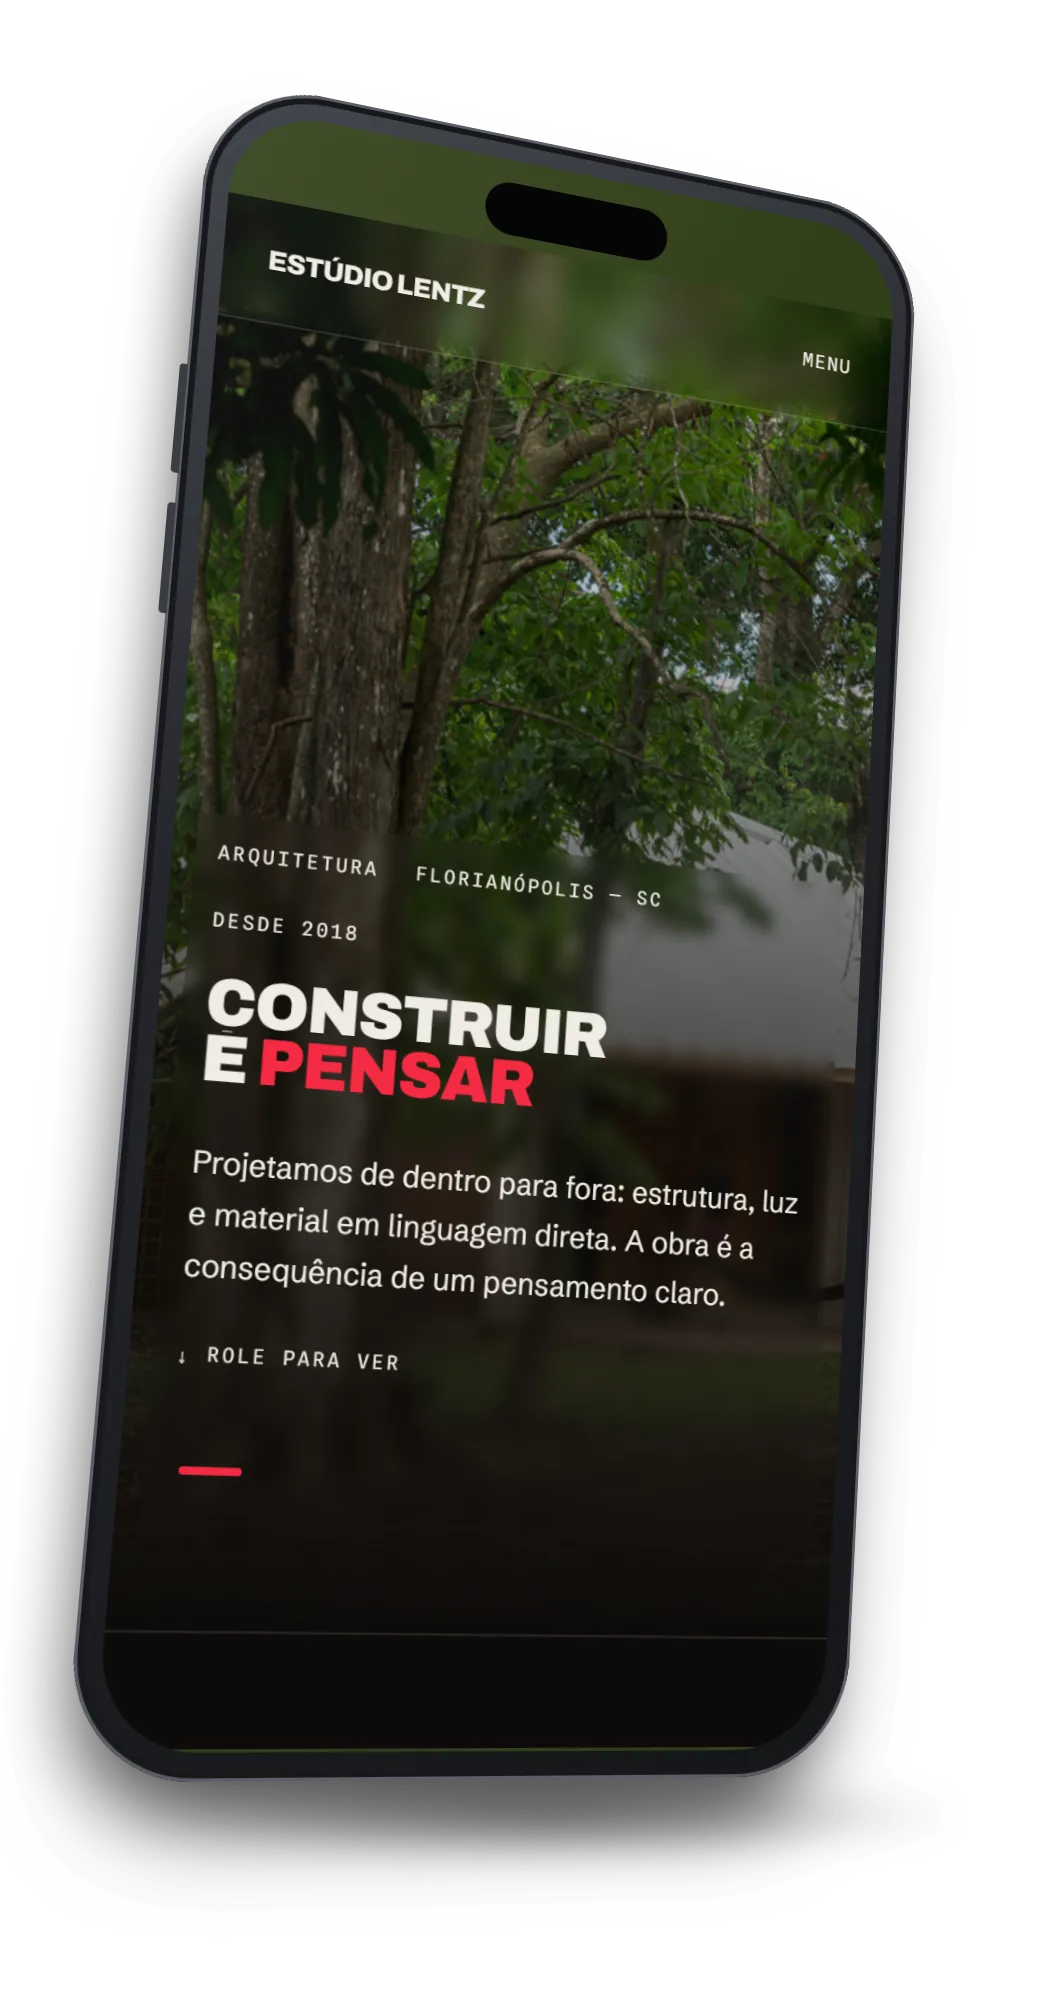 ESTÚDIO LENTZ
MENU
ARQUITETURA FLORIANÓPOLIS — SC
DESDE 2018
CONSTRUIR
É PENSAR
Projetamos de dentro para fora: estrutura, luz
e material em linguagem direta. A obra é a
consequência de um pensamento claro.
↓ ROLE PARA VER